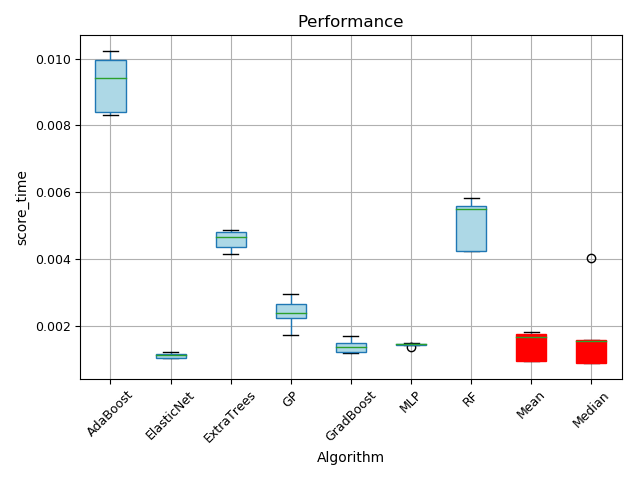 Performance
0.010
0.008
0.006
0.004
0.002
score_time
AdaBoost
ElasticNet
ExtraTrees
GP
GradBoost
MLP
RF
Mean
Median
Algorithm